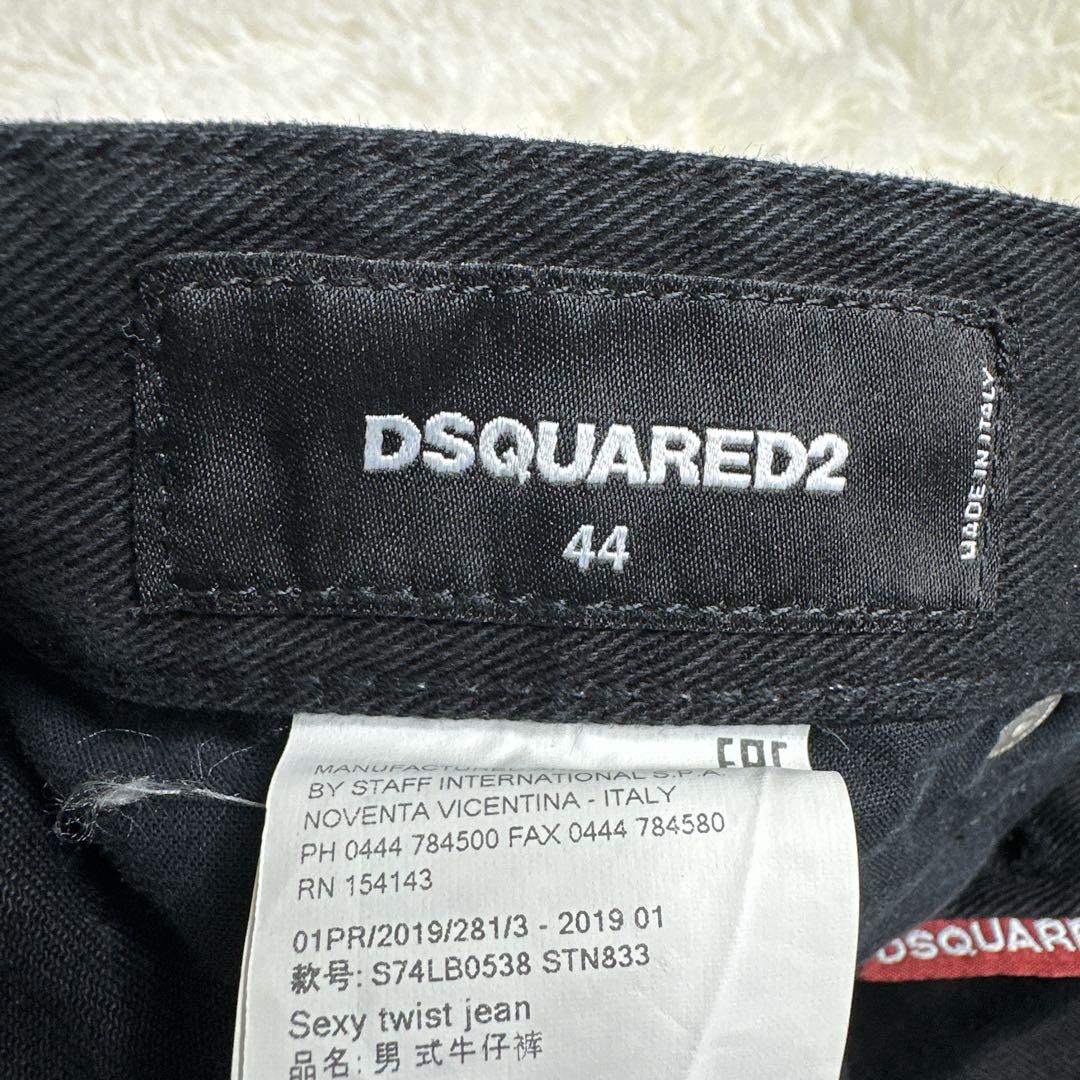 DSQUARED2
44
MADE IN ITALY
EAC
BY STAFF INTERNATIONAL S.P.A.
NOVENTA VICENTINA - ITALY
PH 0444 784500 FAX 0444 784580
RN 154143
01PR/2019/281/3 - 2019 01
款号: S74LB0538 STN833
Sexy twist jean
品名: 男 式牛仔裤
DSQUARE